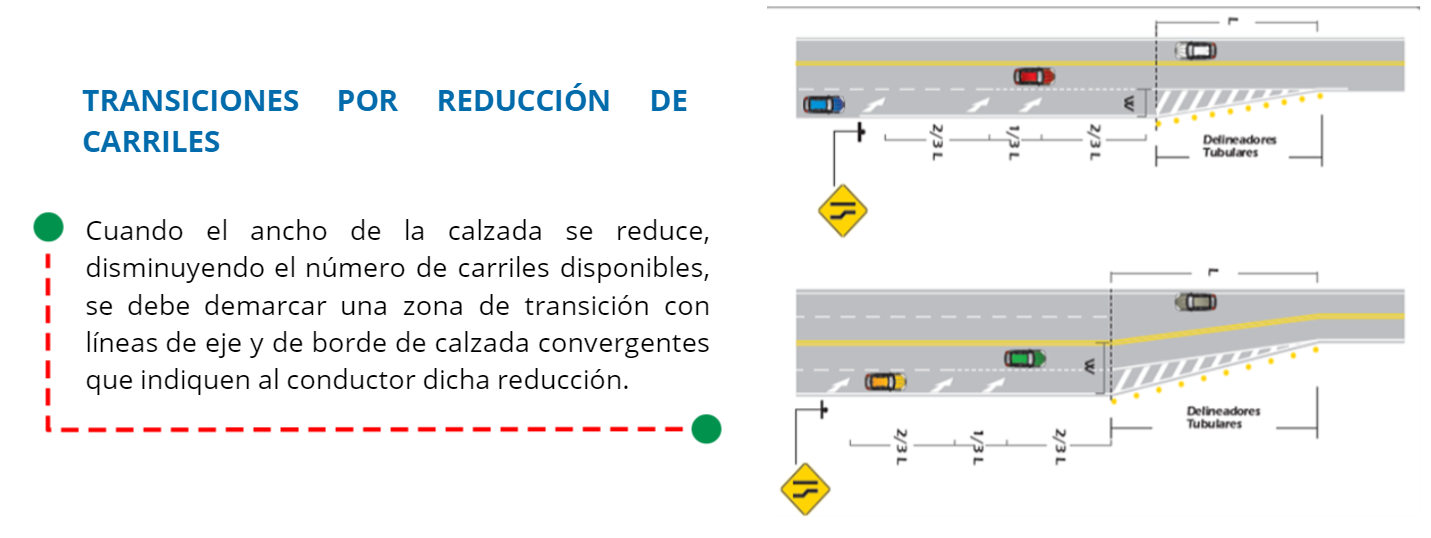 TRANSICIONES POR REDUCCIÓN DE
CARRILES
Cuando el ancho de la calzada se reduce,
disminuyendo el número de carriles disponibles,
se debe demarcar una zona de transición con
líneas de eje y de borde de calzada convergentes
que indiquen al conductor dicha reducción.
L
W
2/3 L
1/3 L
2/3 L
Delineadores
Tubulares
L
W
Delineadores
Tubulares
2/3 L
1/3 L
2/3 L